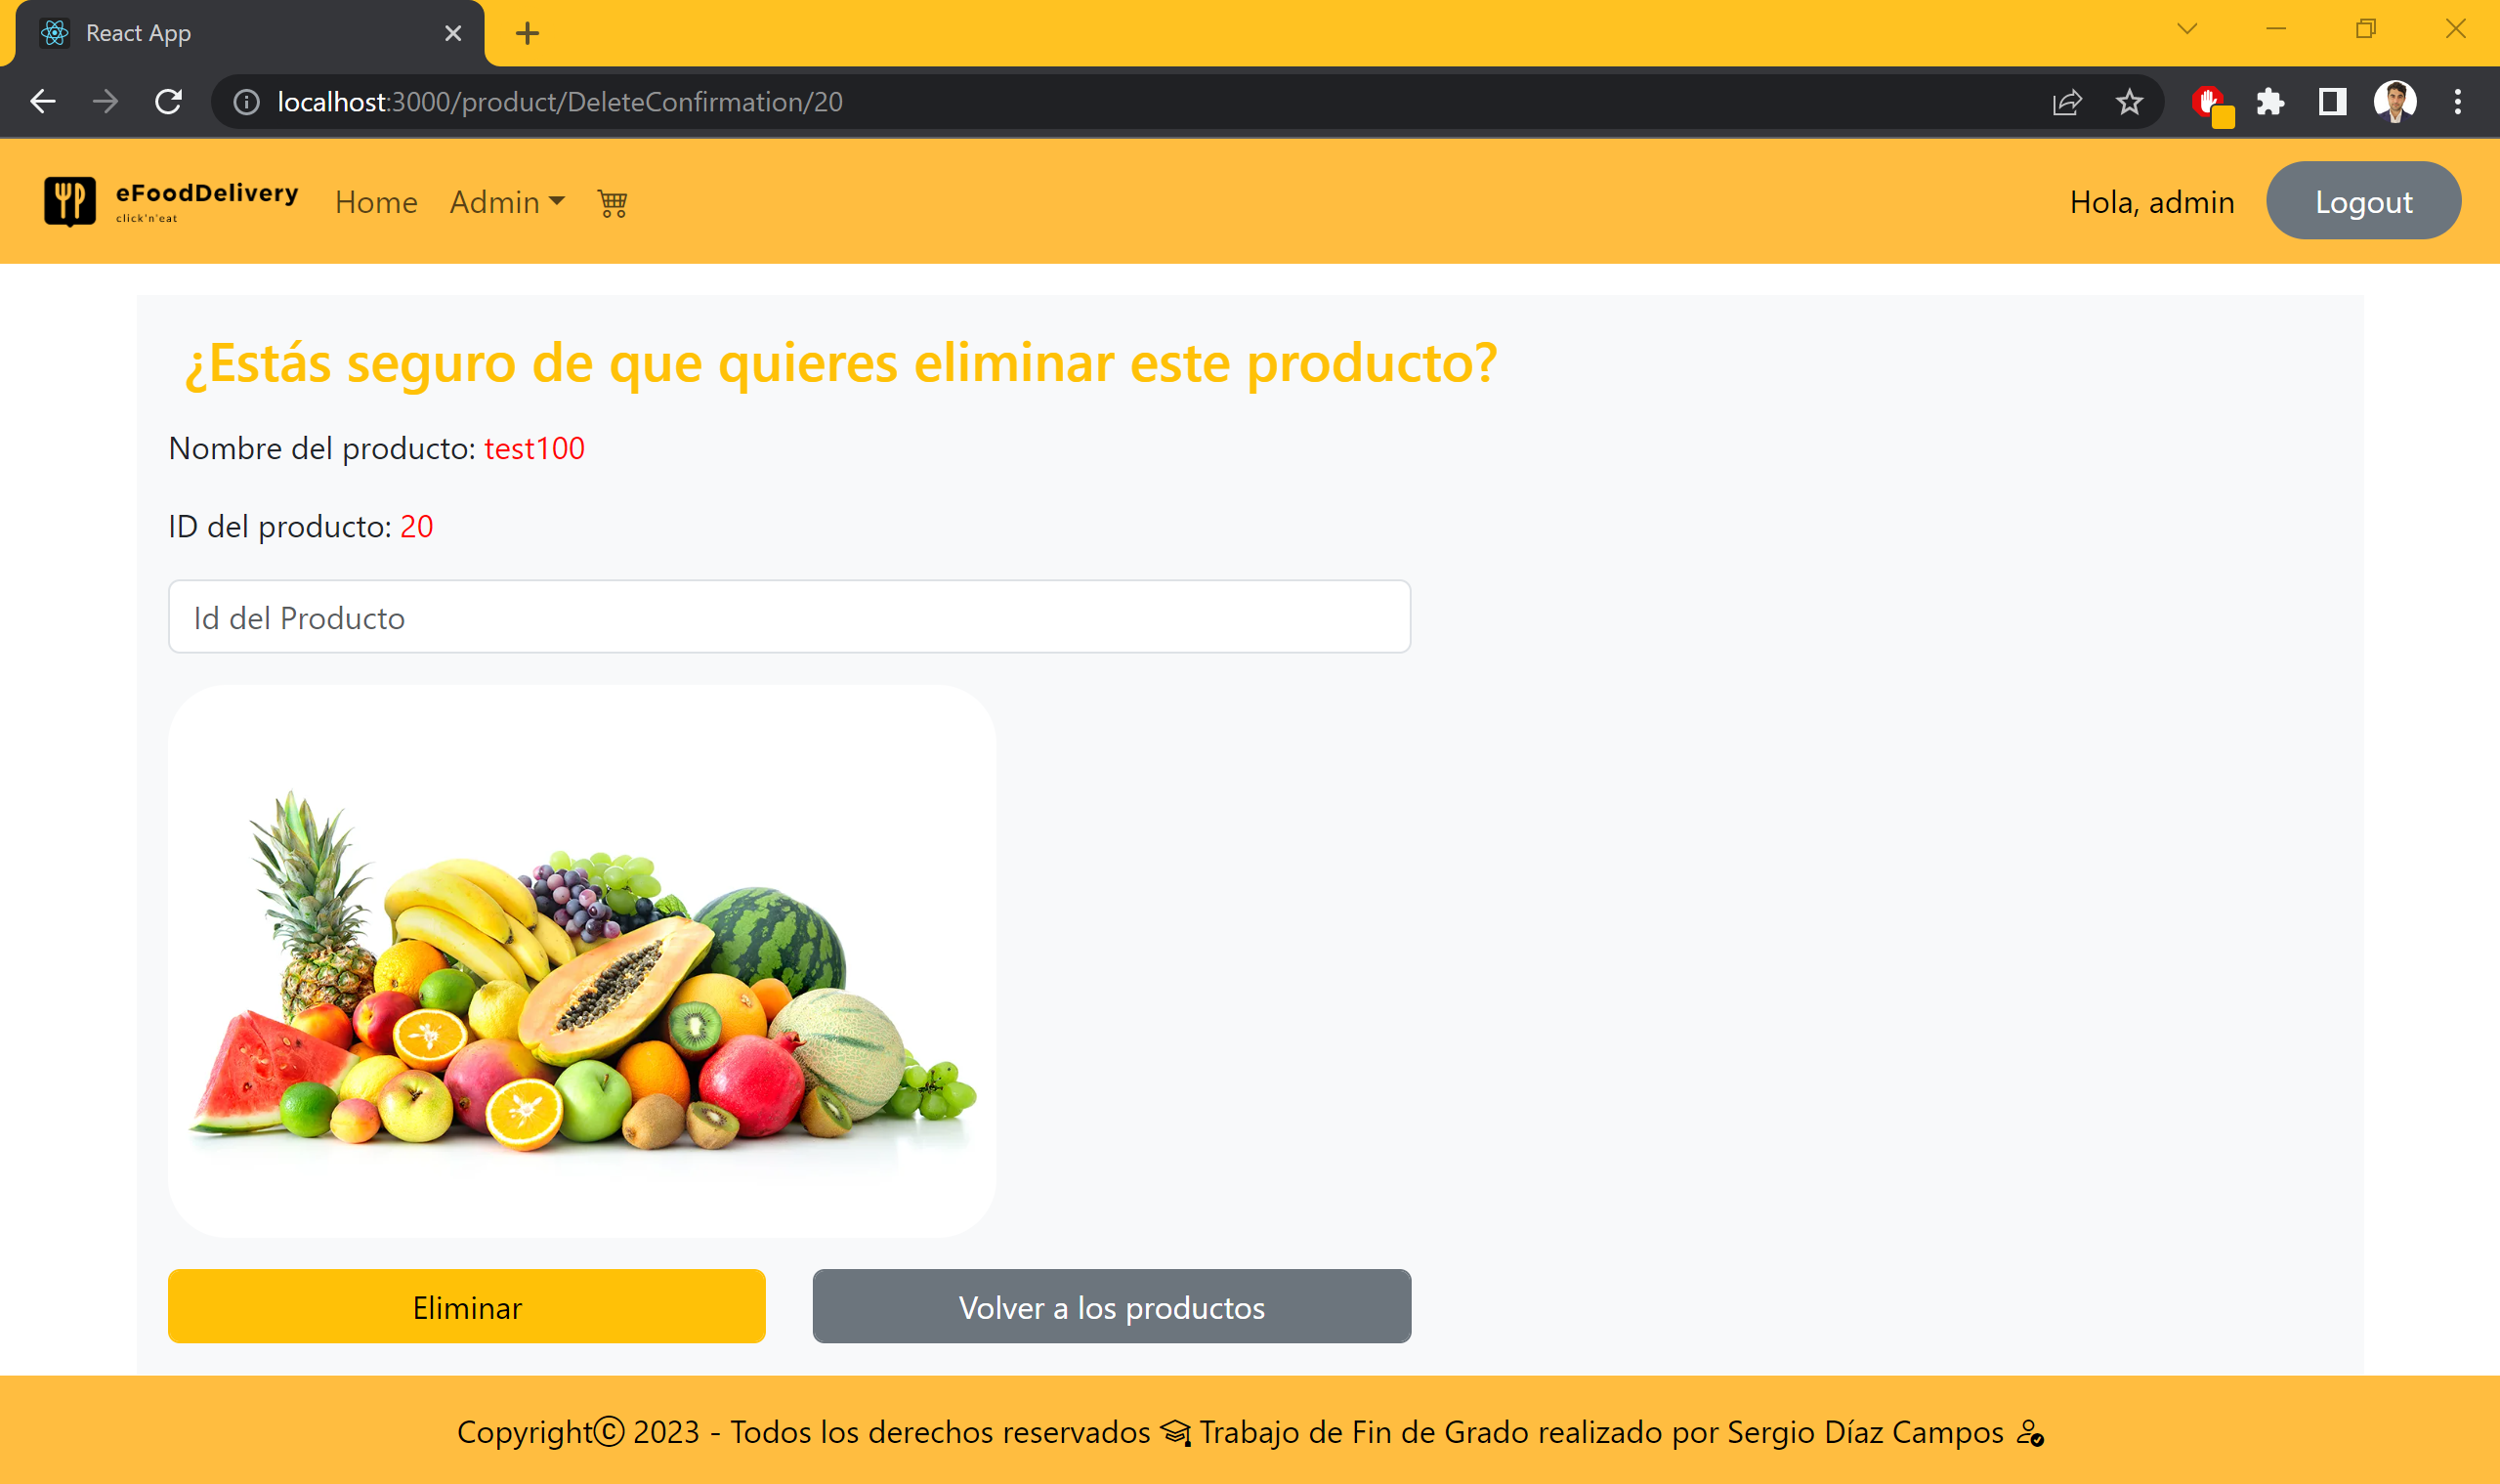 React App
localhost:3000/product/DeleteConfirmation/20
eFoodDelivery
click'n'eat
Home
Admin
Hola, admin
Logout
¿Estás seguro de que quieres eliminar este producto?
Nombre del producto: test100
ID del producto: 20
Id del Producto
Eliminar
Volver a los productos
Copyright© 2023 - Todos los derechos reservados Trabajo de Fin de Grado realizado por Sergio Díaz Campos